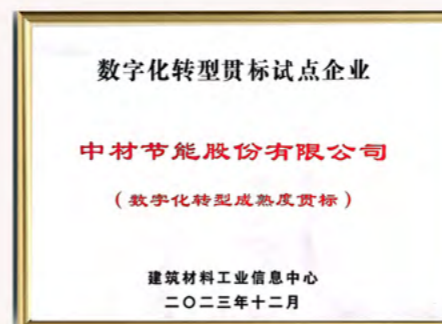 数字化转型贯标试点企业
中材节能股份有限公司
（数字化转型成熟度贯标）
建筑材料工业信息中心
二〇二三年十二月